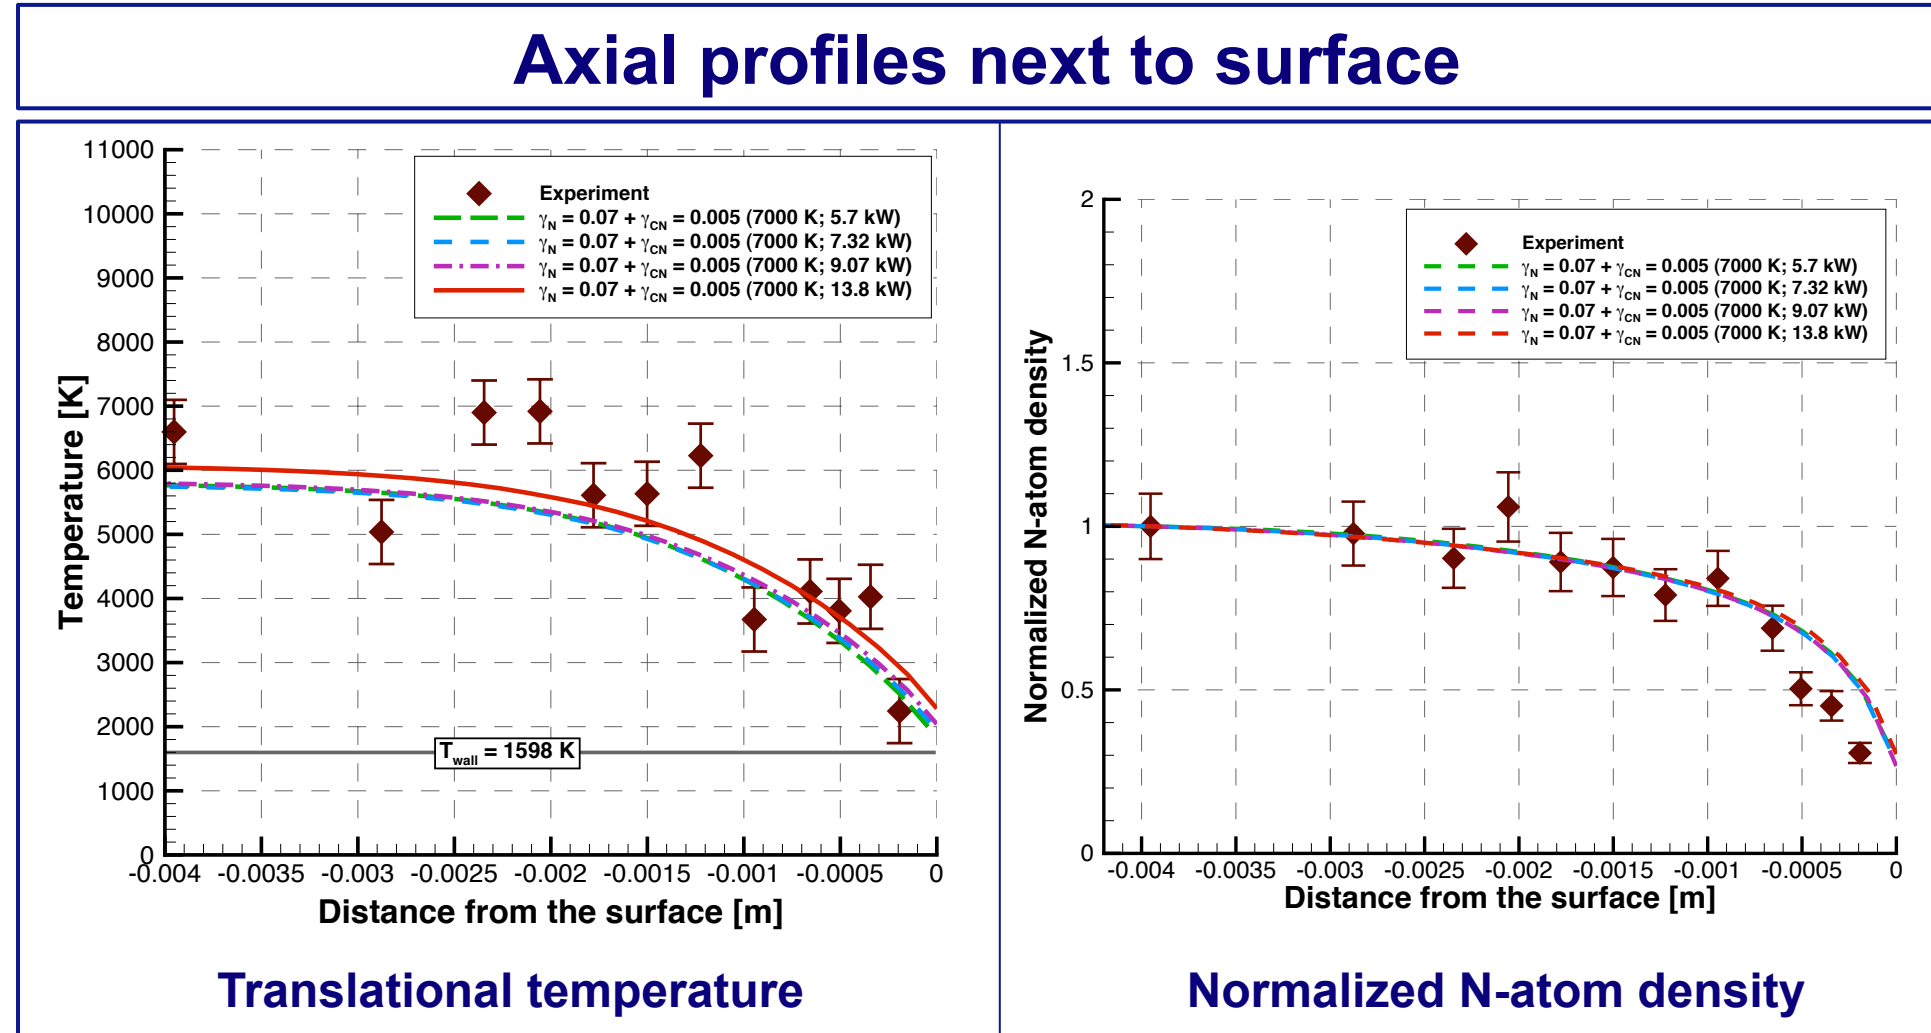 Axial profiles next to surface
11000
10000
9000
8000
7000
6000
5000
4000
3000
2000
1000
0
Temperature [K]
Experiment
γN = 0.07 + γCN = 0.005 (7000 K; 5.7 kW)
γN = 0.07 + γCN = 0.005 (7000 K; 7.32 kW)
γN = 0.07 + γCN = 0.005 (7000 K; 9.07 kW)
γN = 0.07 + γCN = 0.005 (7000 K; 13.8 kW)
Twall = 1598 K
-0.004 -0.0035 -0.003 -0.0025 -0.002 -0.0015 -0.001 -0.0005 0
Distance from the surface [m]
Translational temperature
2
1.5
1
0.5
0
Normalized N-atom density
Experiment
γN = 0.07 + γCN = 0.005 (7000 K; 5.7 kW)
γN = 0.07 + γCN = 0.005 (7000 K; 7.32 kW)
γN = 0.07 + γCN = 0.005 (7000 K; 9.07 kW)
γN = 0.07 + γCN = 0.005 (7000 K; 13.8 kW)
-0.004 -0.0035 -0.003 -0.0025 -0.002 -0.0015 -0.001 -0.0005 0
Distance from the surface [m]
Normalized N-atom density